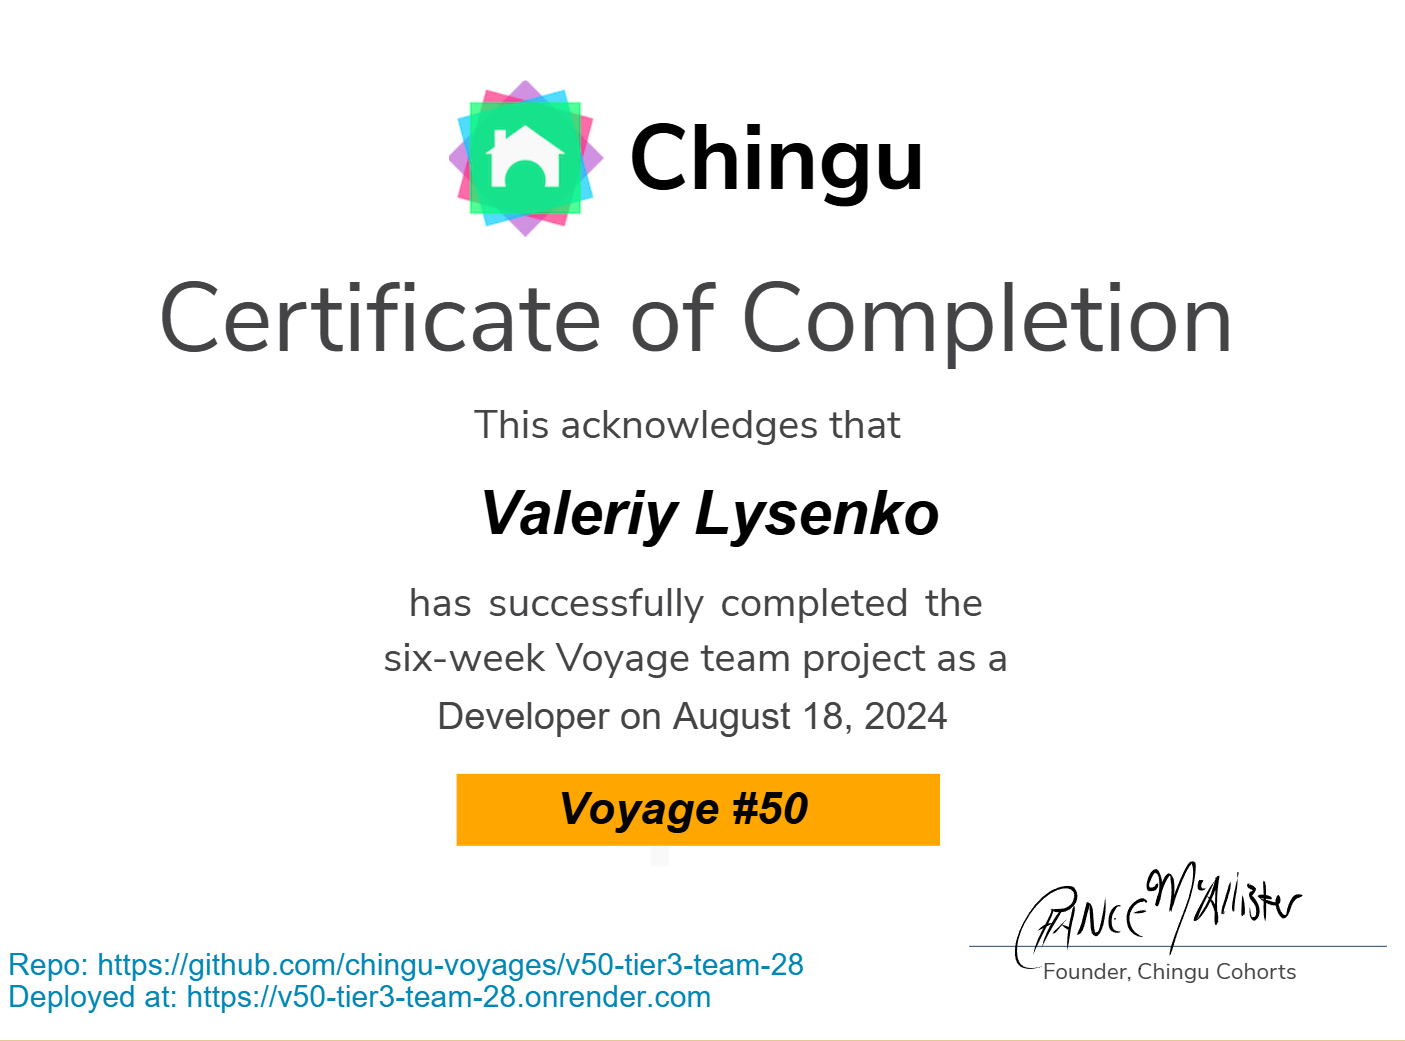 Chingu
Certificate of Completion
This acknowledges that
Valeriy Lysenko
has successfully completed the
six-week Voyage team project as a
Developer on August 18, 2024
Voyage #50
Chance McAllister
Founder, Chingu Cohorts
Repo: https://github.com/chingu-voyages/v50-tier3-team-28
Deployed at: https://v50-tier3-team-28.onrender.com